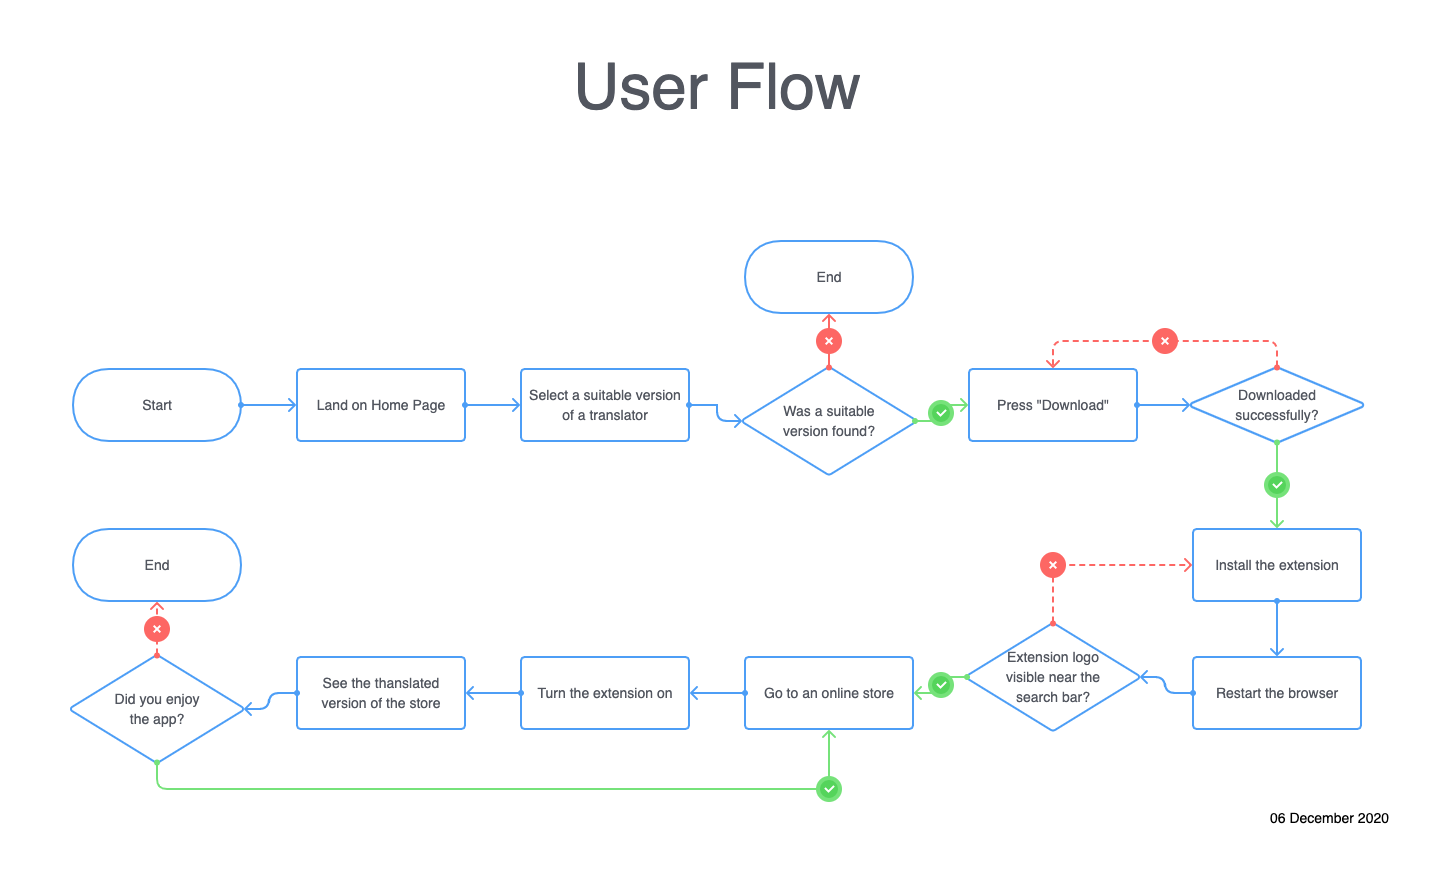 User Flow
End
Start
Land on Home Page
Select a suitable version
of a translator
Was a suitable
version found?
Press "Download"
Downloaded
successfully?
End
Install the extension
Did you enjoy
the app?
See the thanslated
version of the store
Turn the extension on
Go to an online store
Extension logo
visible near the
search bar?
Restart the browser
06 December 2020